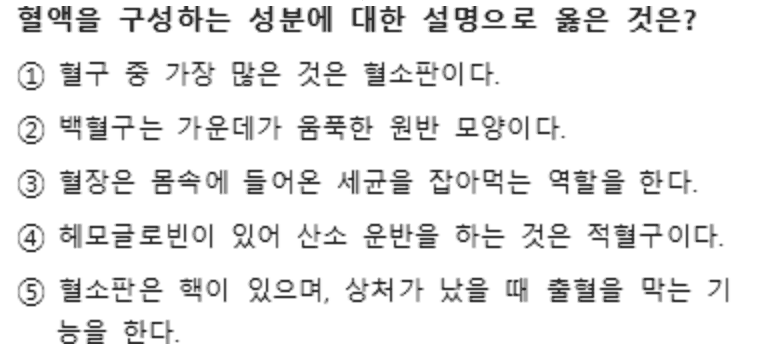 혈액을 구성하는 성분에 대한 설명으로 옳은 것은?
① 혈구 중 가장 많은 것은 혈소판이다.
② 백혈구는 가운데가 움푹한 원반 모양이다.
③ 혈장은 몸속에 들어온 세균을 잡아먹는 역할을 한다.
④ 헤모글로빈이 있어 산소 운반을 하는 것은 적혈구이다.
⑤ 혈소판은 핵이 있으며, 상처가 났을 때 출혈을 막는 기
능을 한다.